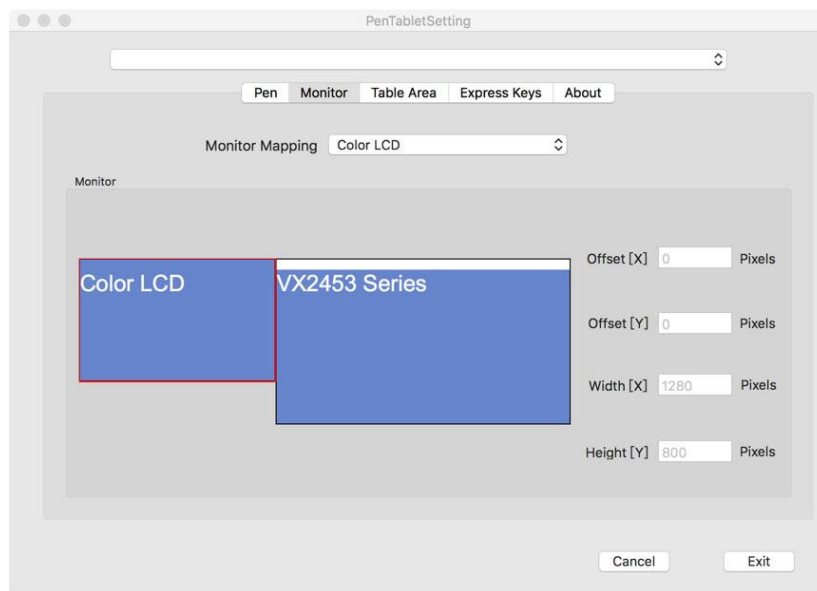 PenTabletSetting
Pen Monitor Table Area Express Keys About
Monitor Mapping Color LCD
Monitor
Color LCD VX2453 Series
Offset [X] 0 Pixels
Offset [Y] 0 Pixels
Width [X] 1280 Pixels
Height [Y] 800 Pixels
Cancel Exit